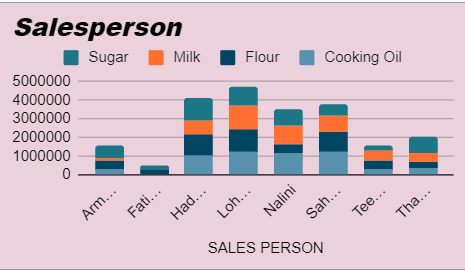 Salesperson
Sugar Milk Flour Cooking Oil
5000000
4000000
3000000
2000000
1000000
0
Arm... Fati... Had... Loh... Nalini Sah... Tee... Tha...
SALES PERSON